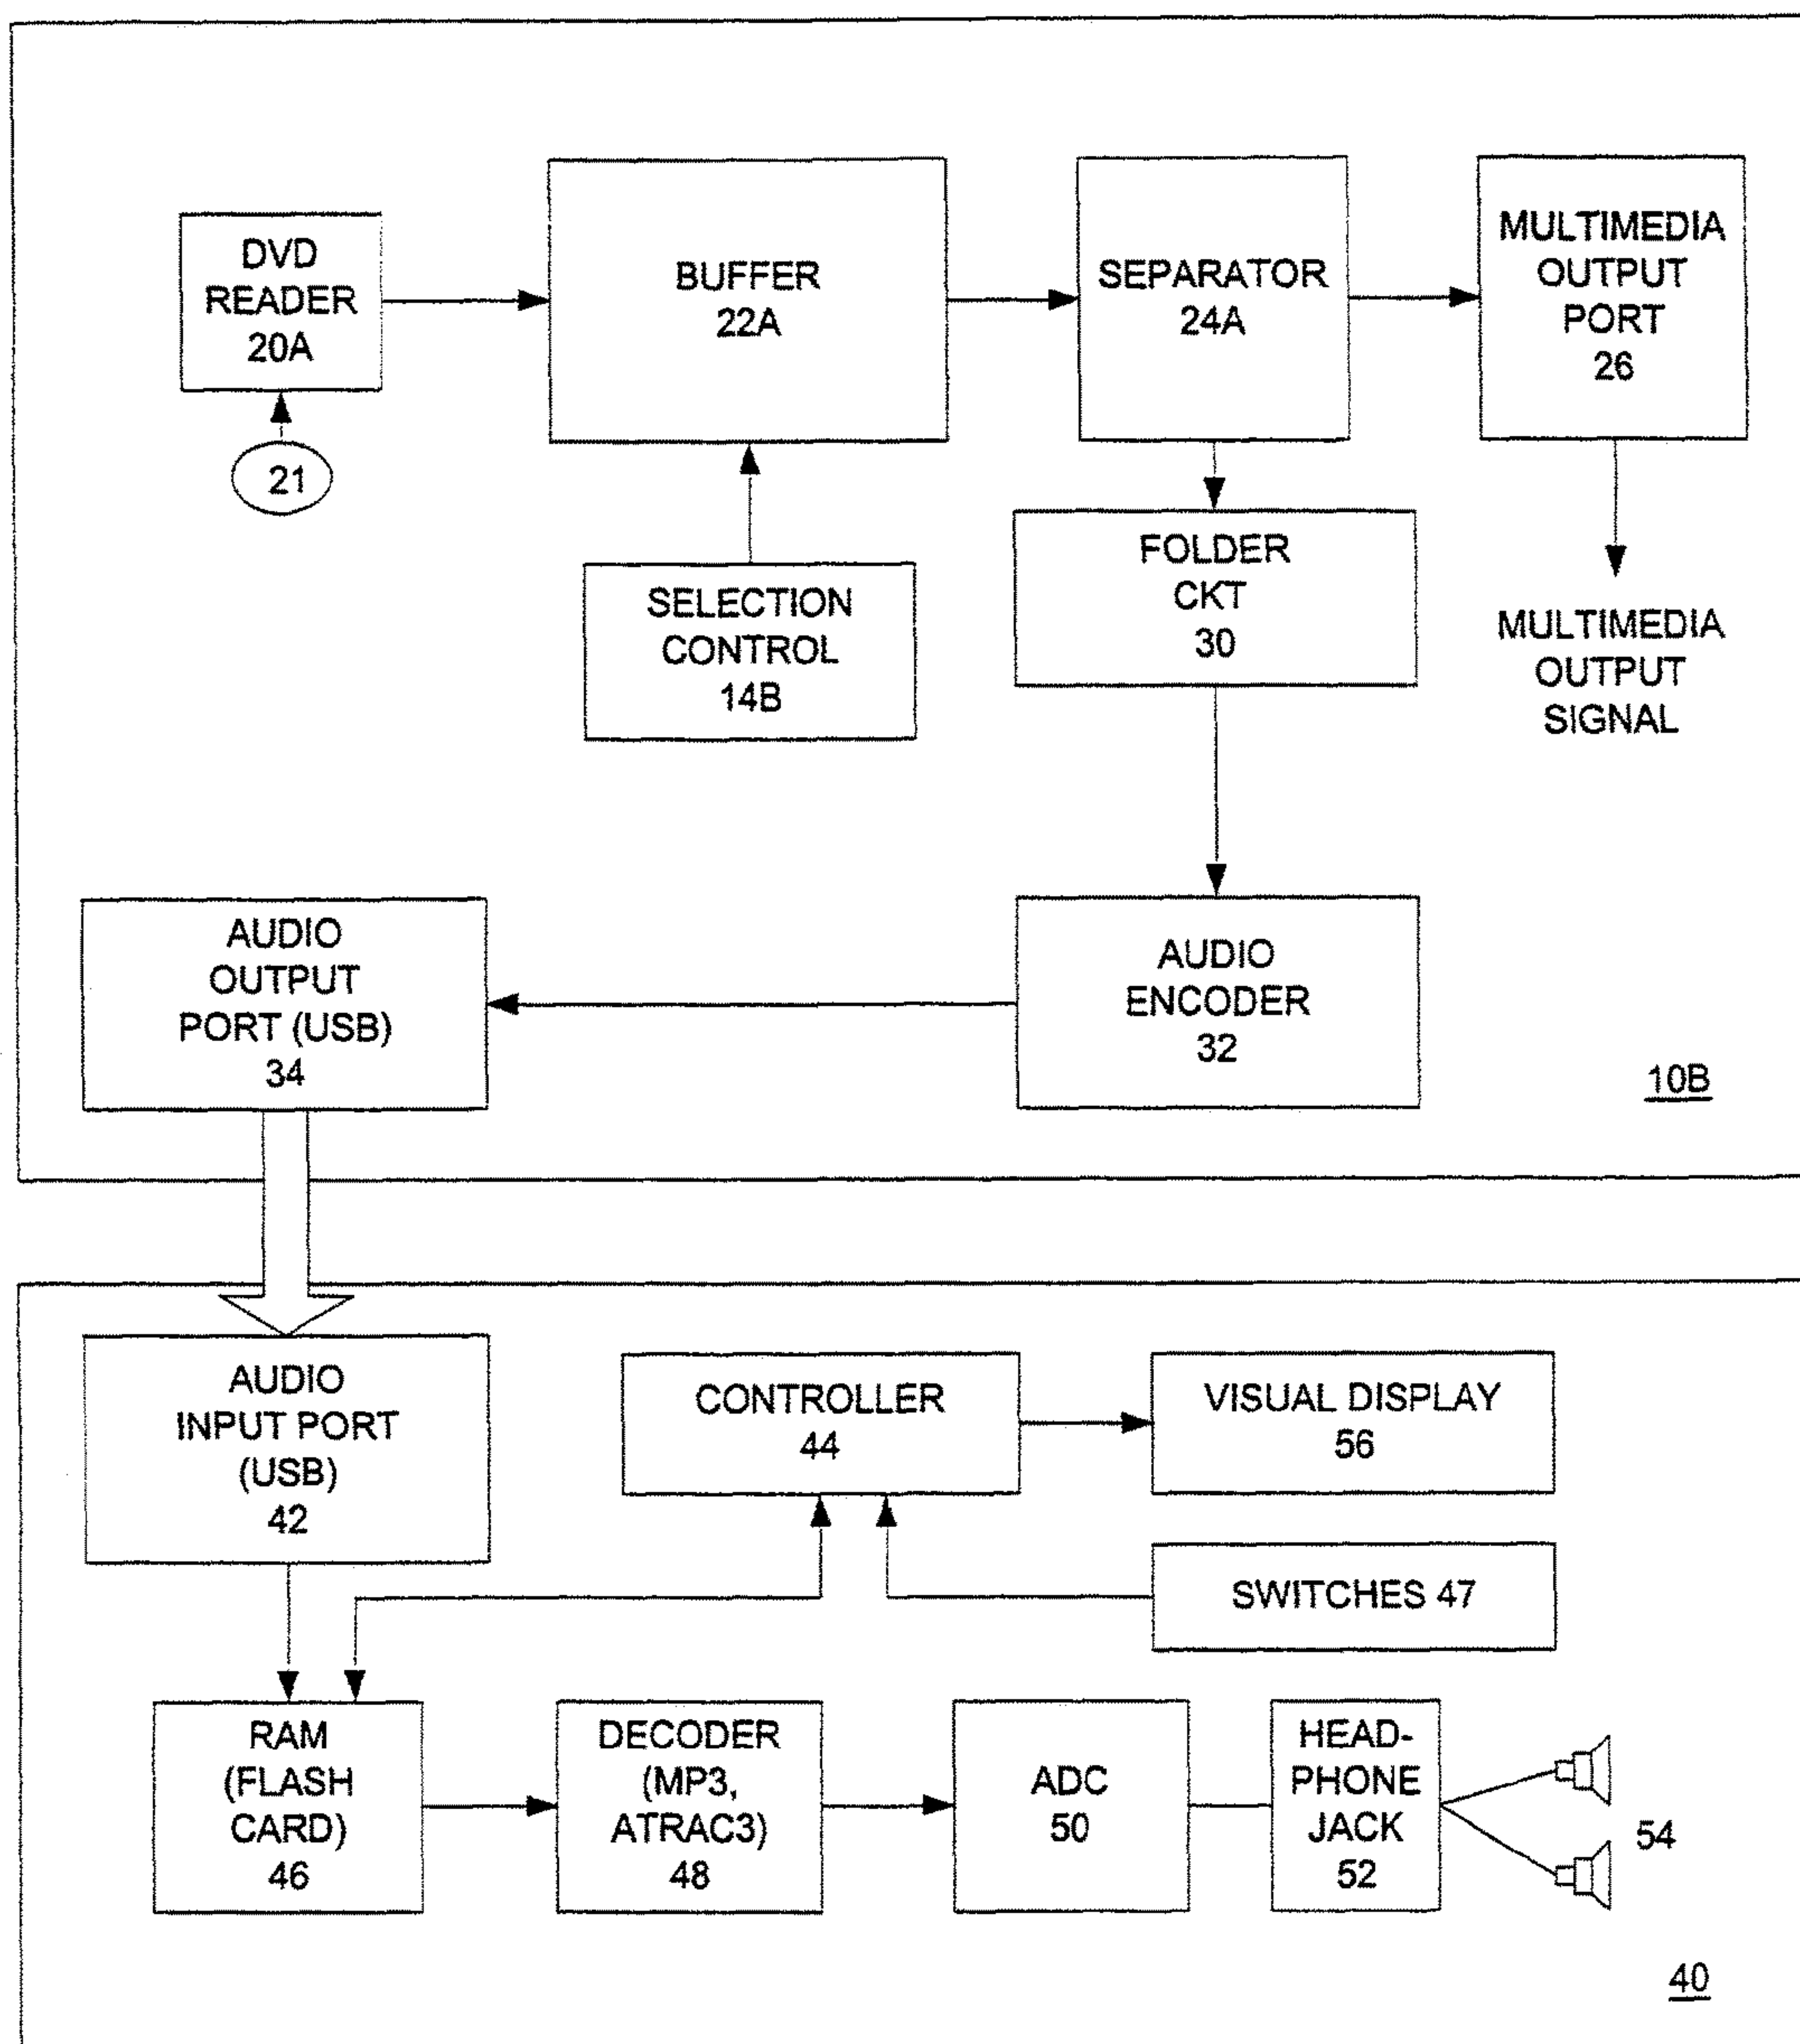 DVD
READER
20A
BUFFER
22A
SEPARATOR
24A
MULTIMEDIA
OUTPUT
PORT
26
21
SELECTION
CONTROL
14B
FOLDER
CKT
30
MULTIMEDIA
OUTPUT
SIGNAL
AUDIO
OUTPUT
PORT (USB)
34
AUDIO
ENCODER
32
10B
AUDIO
INPUT PORT
(USB)
42
CONTROLLER
44
VISUAL DISPLAY
56
SWITCHES 47
RAM
(FLASH
CARD)
46
DECODER
(MP3,
ATRAC3)
48
ADC
50
HEAD-
PHONE
JACK
52
54
40